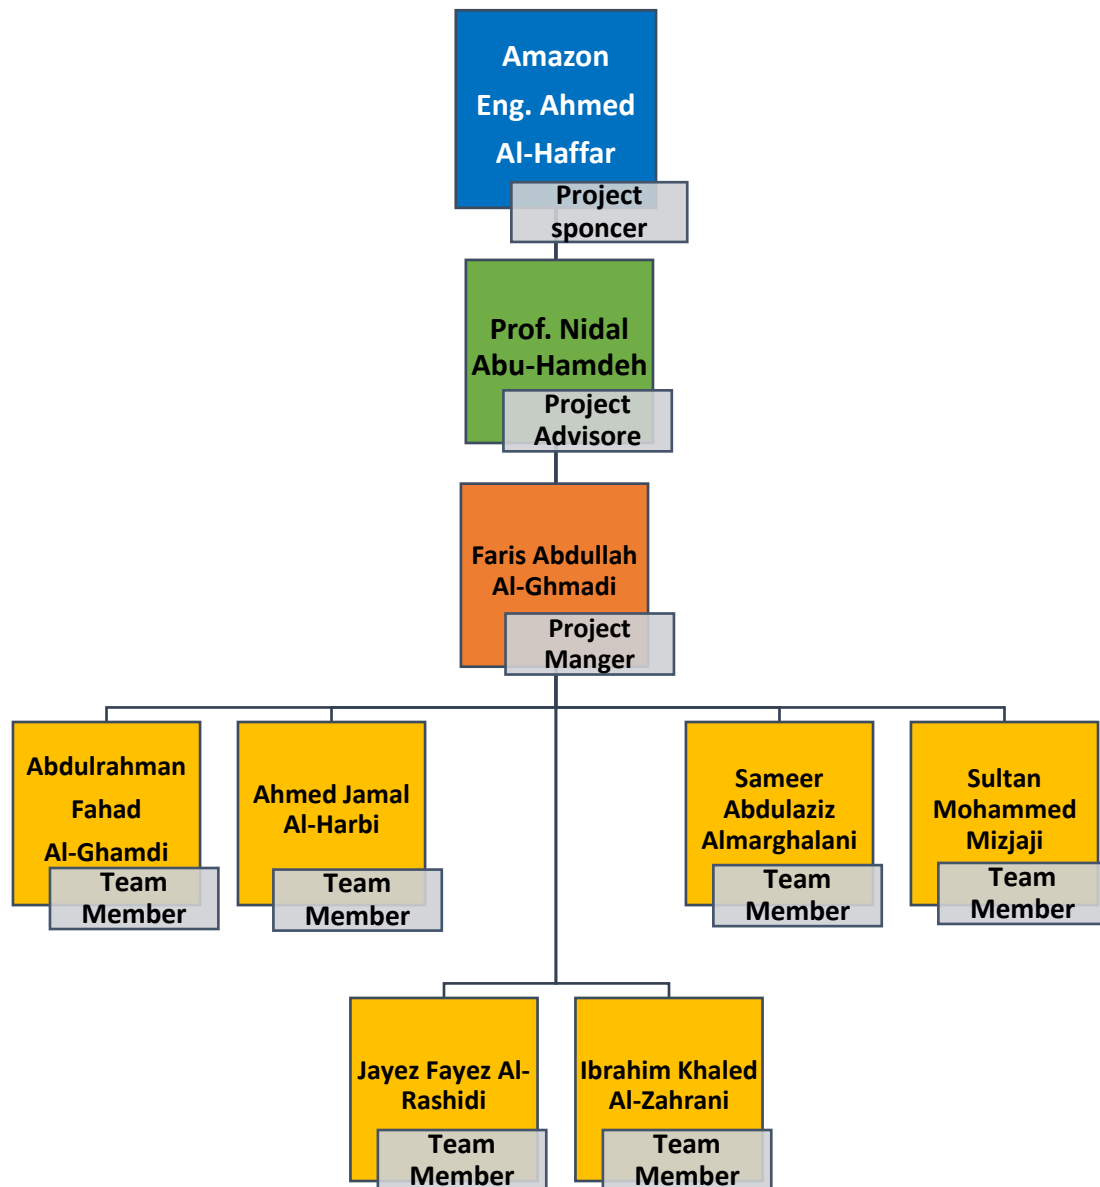 Amazon
Eng. Ahmed
Al-Haffar
Project
sponcer
Prof. Nidal
Abu-Hamdeh
Project
Advisore
Faris Abdullah
Al-Ghmadi
Project
Manger
Abdulrahman
Fahad
Al-Ghamdi
Team
Member
Ahmed Jamal
Al-Harbi
Team
Member
Sameer
Abdulaziz
Almarghalani
Team
Member
Sultan
Mohammed
Mizjaji
Team
Member
Jayez Fayez Al-
Rashidi
Team
Member
Ibrahim Khaled
Al-Zahrani
Team
Member